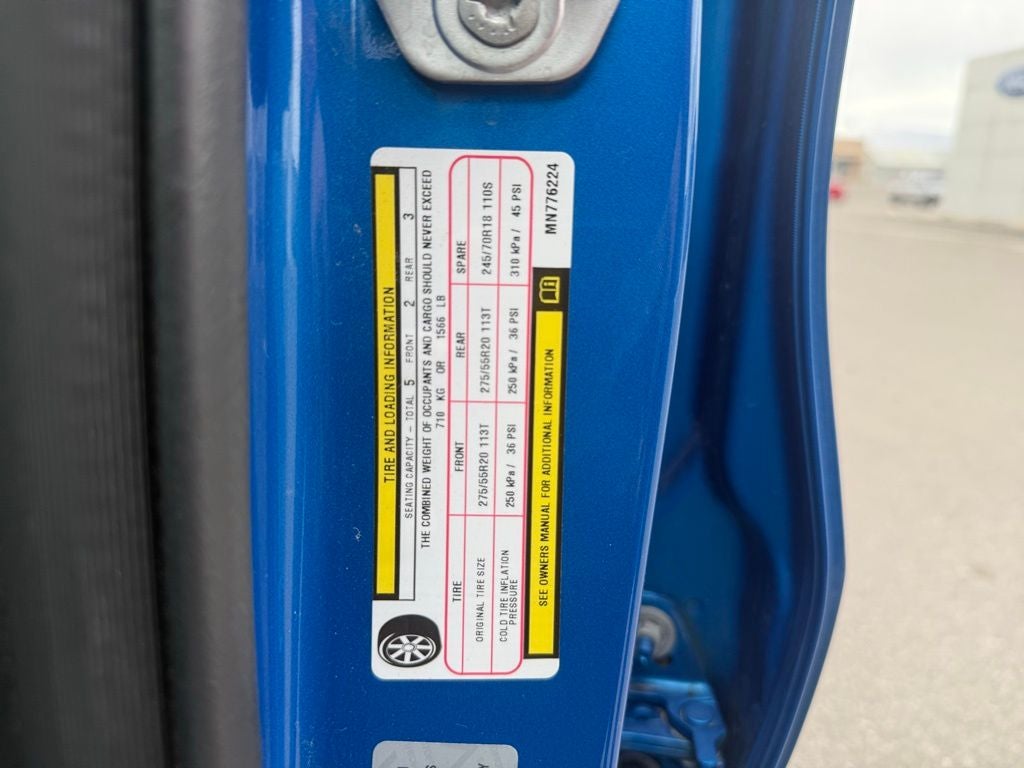 TIRE AND LOADING INFORMATION
SEATING CAPACITY - TOTAL 5 FRONT 2 REAR 3
THE COMBINED WEIGHT OF OCCUPANTS AND CARGO SHOULD NEVER EXCEED
710 KG OR 1566 LB
TIRE FRONT REAR SPARE
ORIGINAL TIRE SIZE 275/55R20 113T 275/55R20 113T 245/70R18 110S
COLD TIRE INFLATION PRESSURE 250 kPa / 36 PSI 250 kPa / 36 PSI 310 kPa / 45 PSI
SEE OWNERS MANUAL FOR ADDITIONAL INFORMATION
MN776224